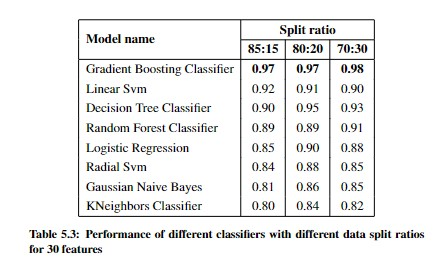 Model name Split ratio
85:15 80:20 70:30
Gradient Boosting Classifier 0.97 0.97 0.98
Linear Svm 0.92 0.91 0.90
Decision Tree Classifier 0.90 0.95 0.93
Random Forest Classifier 0.89 0.89 0.91
Logistic Regression 0.85 0.90 0.88
Radial Svm 0.84 0.88 0.85
Gaussian Naive Bayes 0.81 0.86 0.85
KNeighbors Classifier 0.80 0.84 0.82
Table 5.3: Performance of different classifiers with different data split ratios
for 30 features